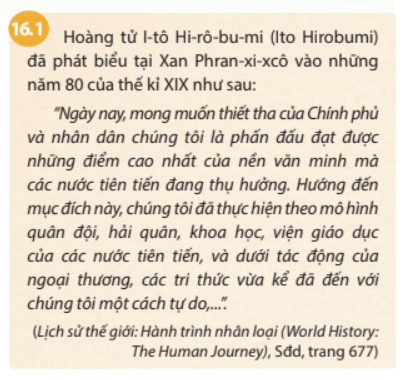 16.1
Hoàng tử I-tô Hi-rô-bu-mi (Ito Hirobumi)
đã phát biểu tại Xan Phran-xi-xcô vào những
năm 80 của thế kỉ XIX như sau:
"Ngày nay, mong muốn thiết tha của Chính phủ
và nhân dân chúng tôi là phấn đấu đạt được
những điểm cao nhất của nền văn minh mà
các nước tiên tiến đang thụ hưởng. Hướng đến
mục đích này, chúng tôi đã thực hiện theo mô hình
quân đội, hải quân, khoa học, viện giáo dục
của các nước tiên tiến, và dưới tác động của
ngoại thương, các tri thức vừa kể đã đến với
chúng tôi một cách tự do,...".
(Lịch sử thế giới: Hành trình nhân loại (World History:
The Human Journey), Sđd, trang 677)